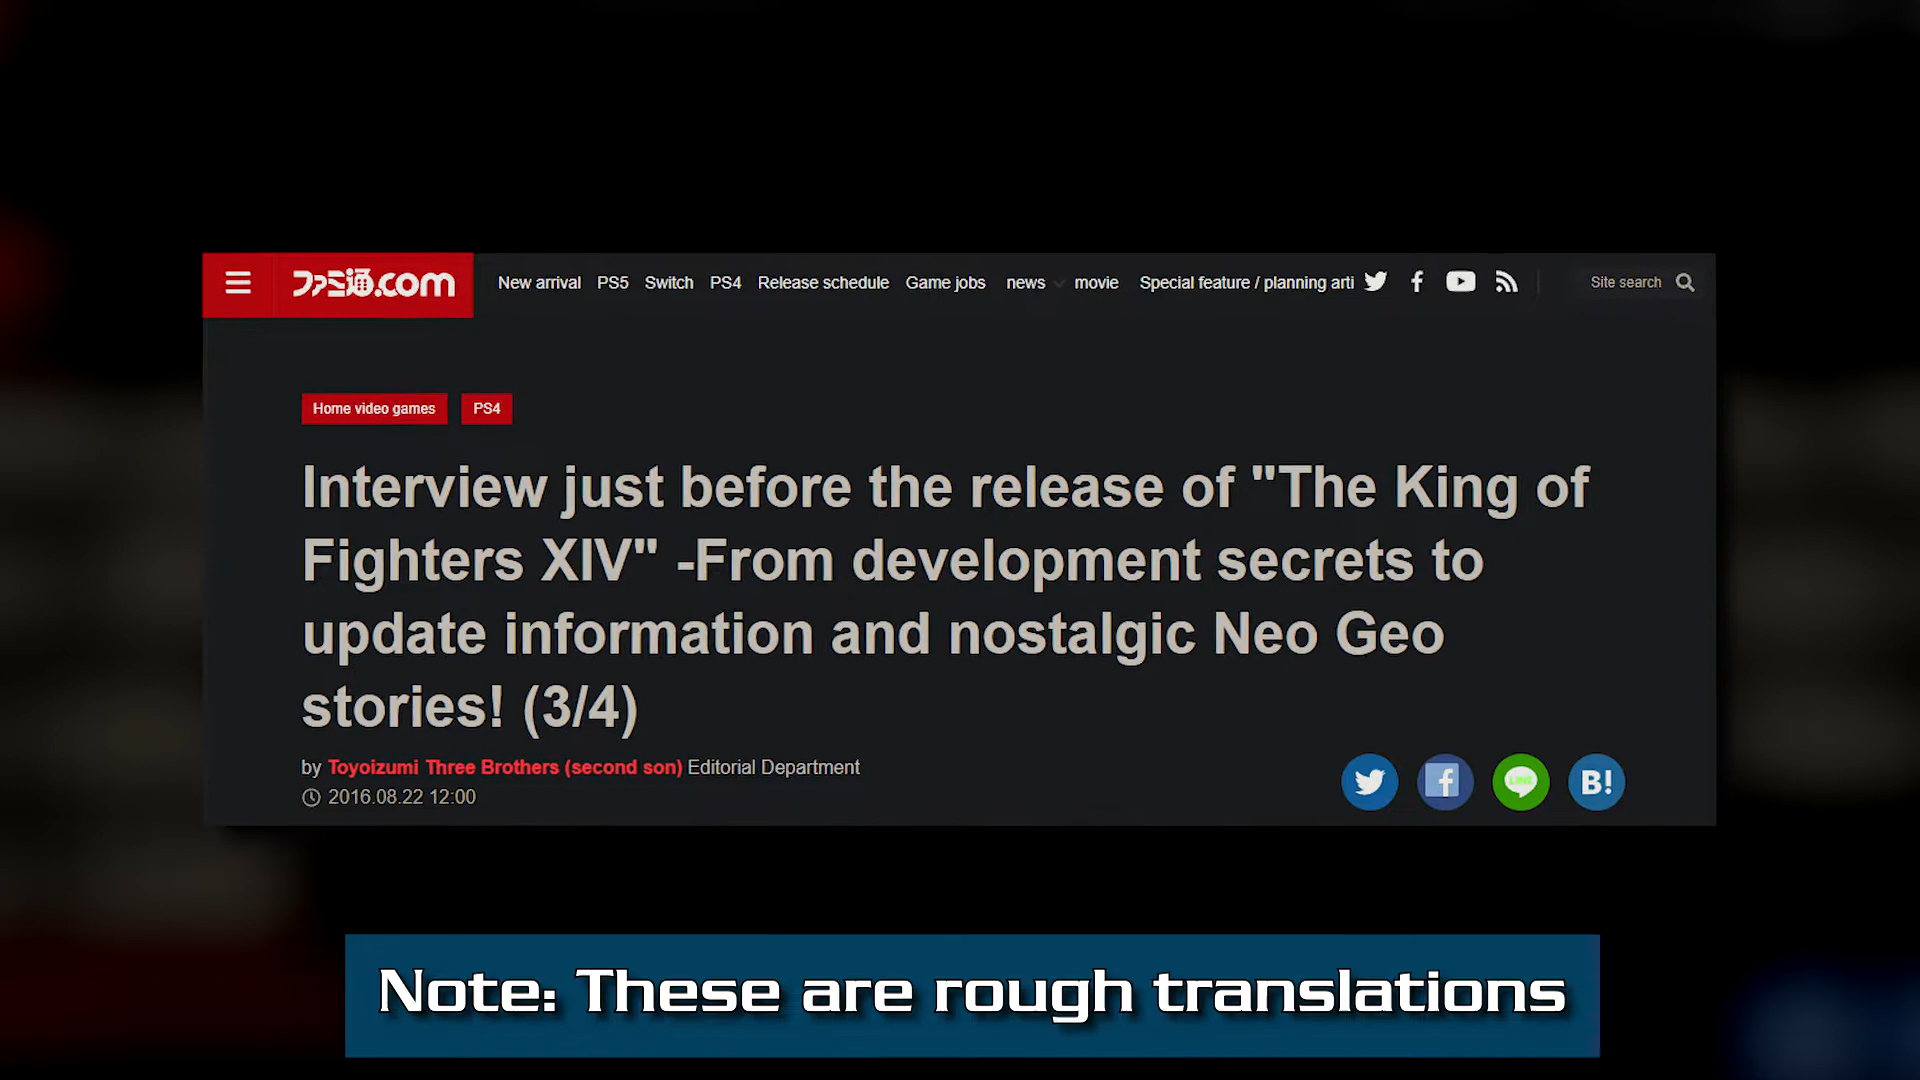 ファミ通.com
New arrival PS5 Switch PS4 Release schedule Game jobs news movie Special feature / planning arti
Site search
Home video games PS4
Interview just before the release of "The King of
Fighters XIV" -From development secrets to
update information and nostalgic Neo Geo
stories! (3/4)
by Toyoizumi Three Brothers (second son) Editorial Department
2016.08.22 12:00
LINE
B!
Note: These are rough translations